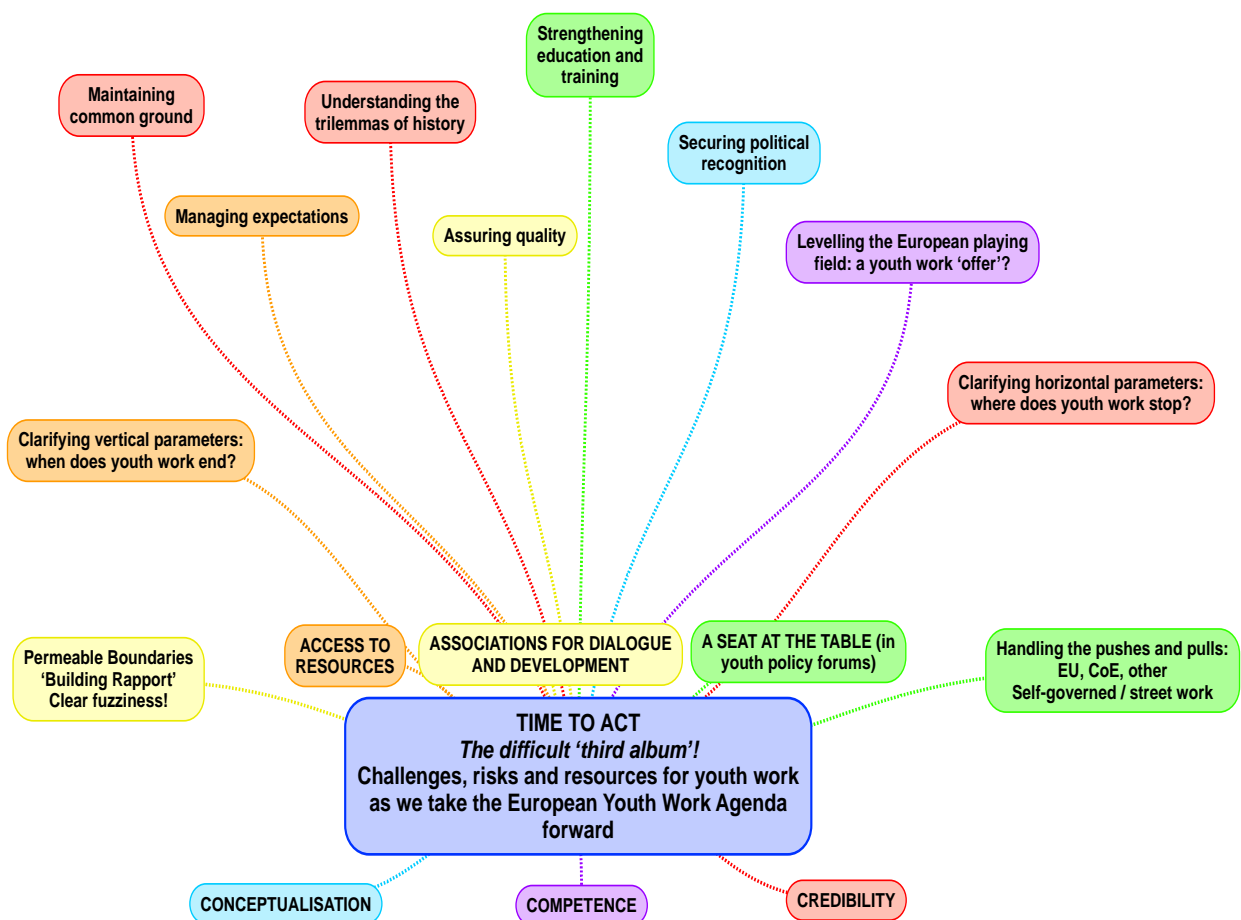 Strengthening
education and
training
Maintaining
common ground
Understanding the
trilemmas of history
Securing political
recognition
Managing expectations
Assuring quality
Levelling the European playing
field: a youth work ‘offer’?
Clarifying horizontal parameters:
where does youth work stop?
Clarifying vertical parameters:
when does youth work end?
Permeable Boundaries
‘Building Rapport’
Clear fuzziness!
ACCESS TO
RESOURCES
ASSOCIATIONS FOR DIALOGUE
AND DEVELOPMENT
A SEAT AT THE TABLE (in
youth policy forums)
Handling the pushes and pulls:
EU, CoE, other
Self-governed / street work
TIME TO ACT
The difficult ‘third album’!
Challenges, risks and resources for youth work
as we take the European Youth Work Agenda
forward
CONCEPTUALISATION
COMPETENCE
CREDIBILITY